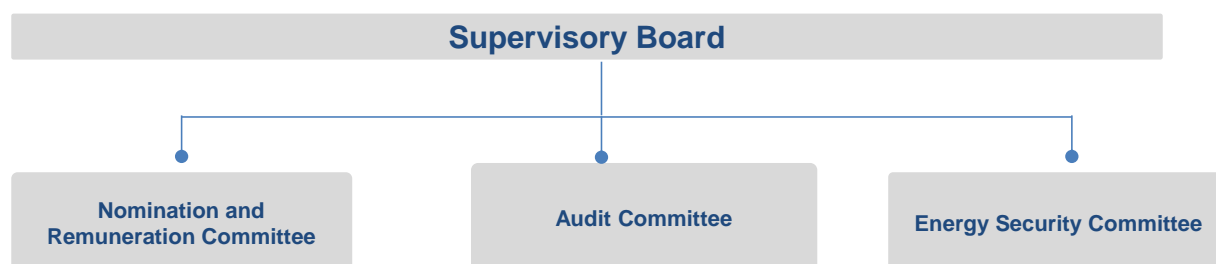 Supervisory Board
Nomination and
Remuneration Committee
Audit Committee
Energy Security Committee